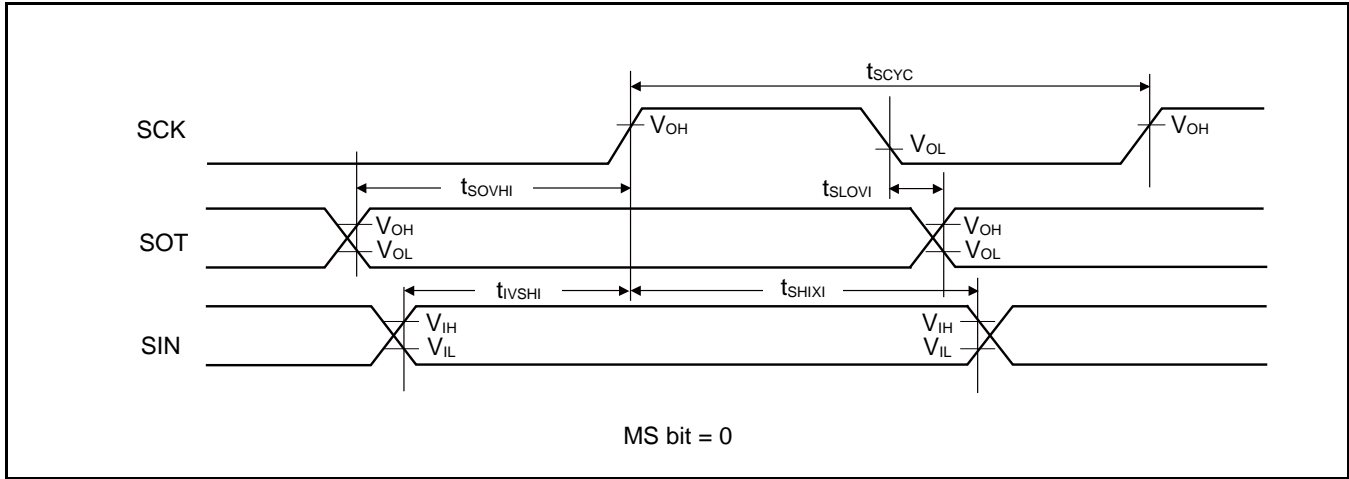 tSCYC
SCK
VOH
VOL
VOH
tSOVHI
tSLOVI
SOT
VOH
VOL
VOH
VOL
tIVSHI
tSHIXI
SIN
VIH
VIL
VIH
VIL
MS bit = 0